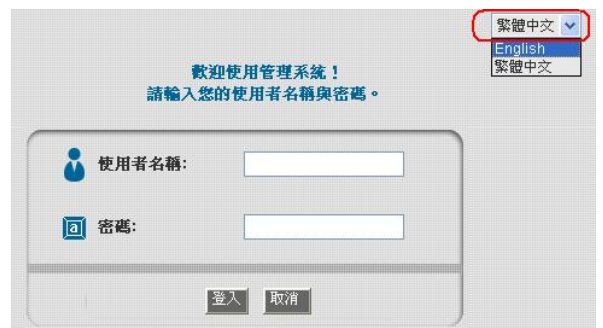 繁體中文
English
繁體中文
歡迎使用管理系統！
請輸入您的使用者名稱與密碼。
使用者名稱:
a
密碼:
登入 取消